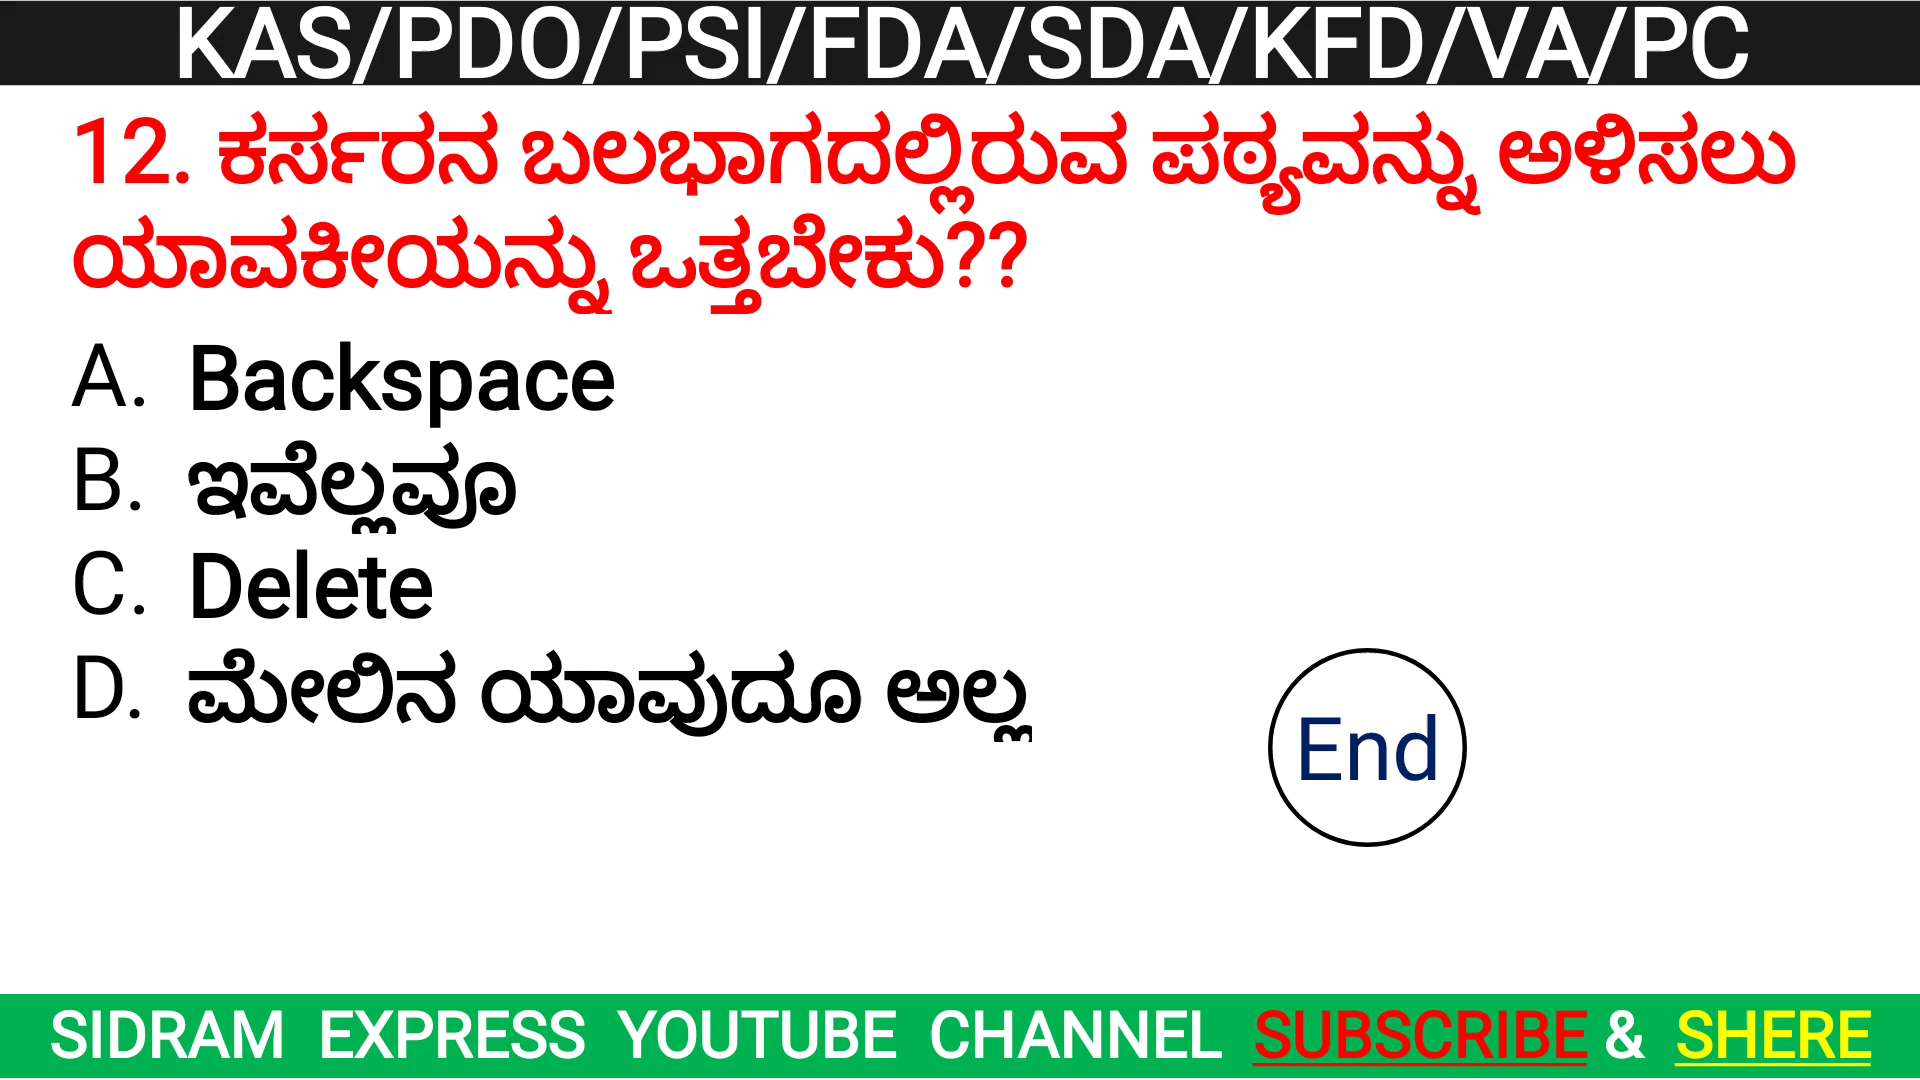 KAS/PDO/PSI/FDA/SDA/KFD/VA/PC
12. ಕರ್ಸರನ ಬಲಭಾಗದಲ್ಲಿರುವ ಪಠ್ಯವನ್ನು ಅಳಿಸಲು
ಯಾವಕೀಯನ್ನು ಒತ್ತಬೇಕು??
A. Backspace
B. ಇವೆಲ್ಲವೂ
C. Delete
D. ಮೇಲಿನ ಯಾವುದೂ ಅಲ್ಲ
End
SIDRAM EXPRESS YOUTUBE CHANNEL SUBSCRIBE & SHERE